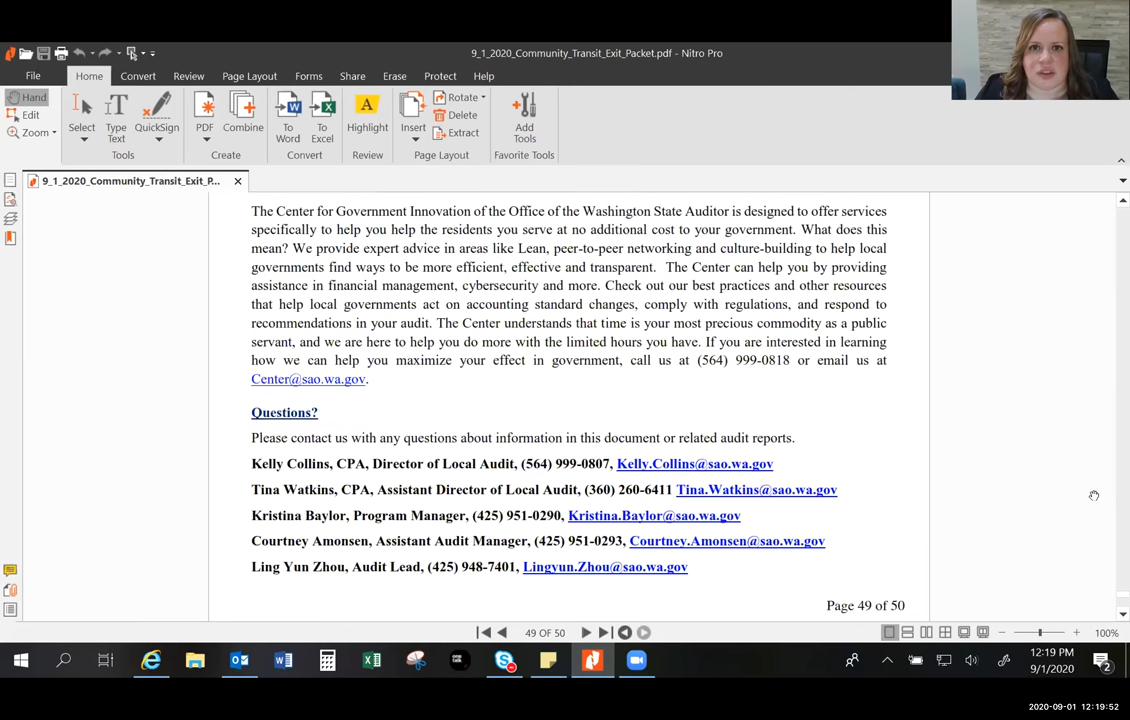 9_1_2020_Community_Transit_Exit_Packet.pdf - Nitro Pro
File Home Convert Review Page Layout Forms Share Erase Protect Help
Hand
Edit
Zoom
Select
Type Text
QuickSign
Tools
PDF
Combine
Create
To Word
To Excel
Convert
Highlight
Review
Insert
Rotate
Delete
Extract
Page Layout
Add Tools
Favorite Tools
9_1_2020_Community_Transit_Exit_P...
The Center for Government Innovation of the Office of the Washington State Auditor is designed to offer services
specifically to help you help the residents you serve at no additional cost to your government. What does this
mean? We provide expert advice in areas like Lean, peer-to-peer networking and culture-building to help local
governments find ways to be more efficient, effective and transparent. The Center can help you by providing
assistance in financial management, cybersecurity and more. Check out our best practices and other resources
that help local governments act on accounting standard changes, comply with regulations, and respond to
recommendations in your audit. The Center understands that time is your most precious commodity as a public
servant, and we are here to help you do more with the limited hours you have. If you are interested in learning
how we can help you maximize your effect in government, call us at (564) 999-0818 or email us at
Center@sao.wa.gov.
Questions?
Please contact us with any questions about information in this document or related audit reports.
Kelly Collins, CPA, Director of Local Audit, (564) 999-0807, Kelly.Collins@sao.wa.gov
Tina Watkins, CPA, Assistant Director of Local Audit, (360) 260-6411 Tina.Watkins@sao.wa.gov
Kristina Baylor, Program Manager, (425) 951-0290, Kristina.Baylor@sao.wa.gov
Courtney Amonsen, Assistant Audit Manager, (425) 951-0293, Courtney.Amonsen@sao.wa.gov
Ling Yun Zhou, Audit Lead, (425) 948-7401, Lingyun.Zhou@sao.wa.gov
Page 49 of 50
49 OF 50
100%
12:19 PM
9/1/2020
2
2020-09-01 12:19:52